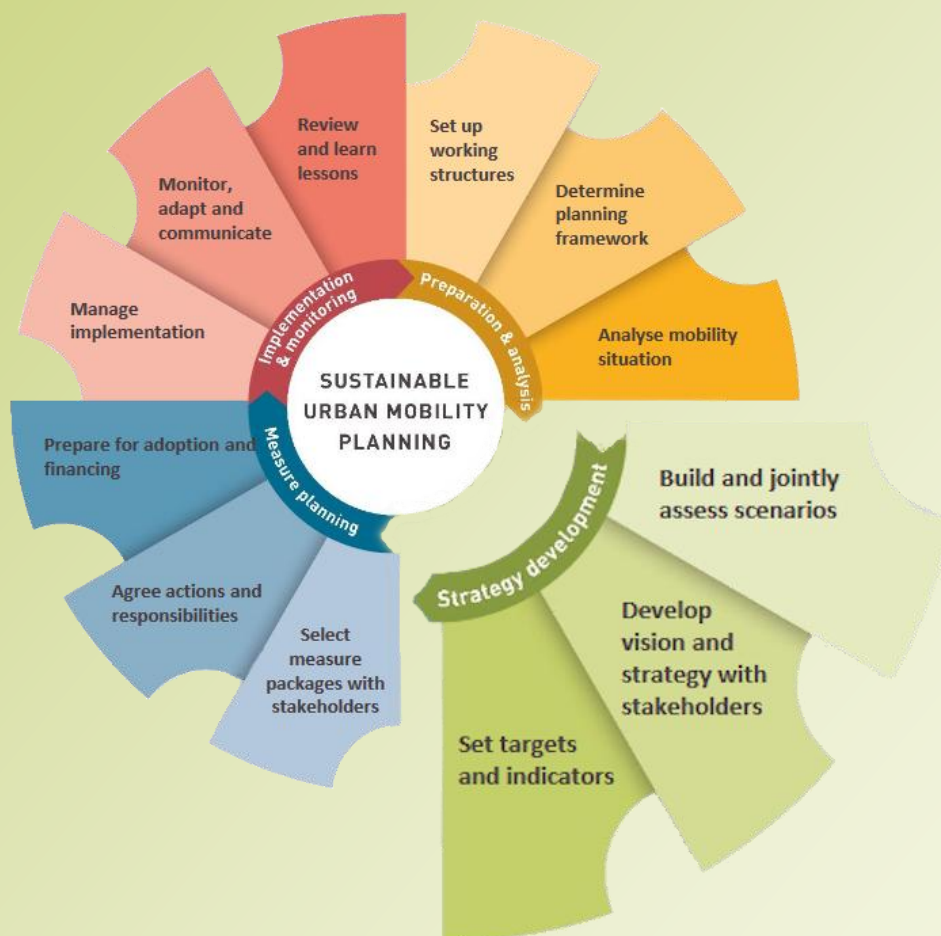 SUSTAINABLE
URBAN MOBILITY
PLANNING
Preparation & analysis
Set up
working
structures
Determine
planning
framework
Analyse mobility
situation
Strategy development
Build and jointly
assess scenarios
Develop
vision and
strategy with
stakeholders
Set targets
and indicators
Measure planning
Select
measure
packages with
stakeholders
Agree actions and
responsibilities
Prepare for adoption and
financing
Implementation
& monitoring
Manage
implementation
Monitor,
adapt and
communicate
Review
and learn
lessons